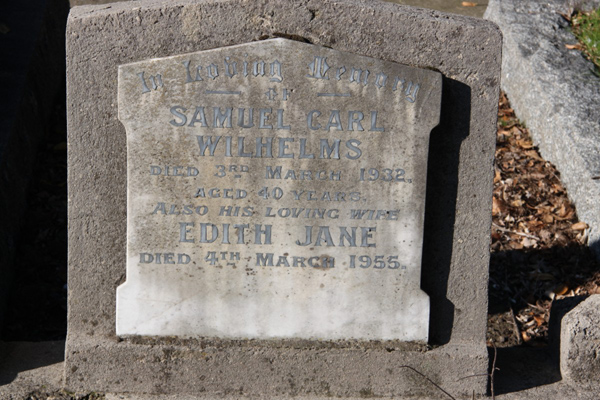 In Loving Memory
OF
SAMUEL CARL
WILHELMS
DIED 3RD MARCH 1932.
AGED 40 YEARS.
ALSO HIS LOVING WIFE
EDITH JANE
DIED. 4TH MARCH 1955.